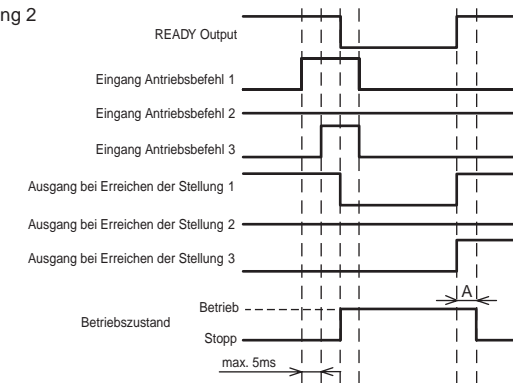 ng 2
READY Output
Eingang Antriebsbefehl 1
Eingang Antriebsbefehl 2
Eingang Antriebsbefehl 3
Ausgang bei Erreichen der Stellung 1
Ausgang bei Erreichen der Stellung 2
Ausgang bei Erreichen der Stellung 3
A
Betrieb
Betriebszustand
Stopp
max. 5ms